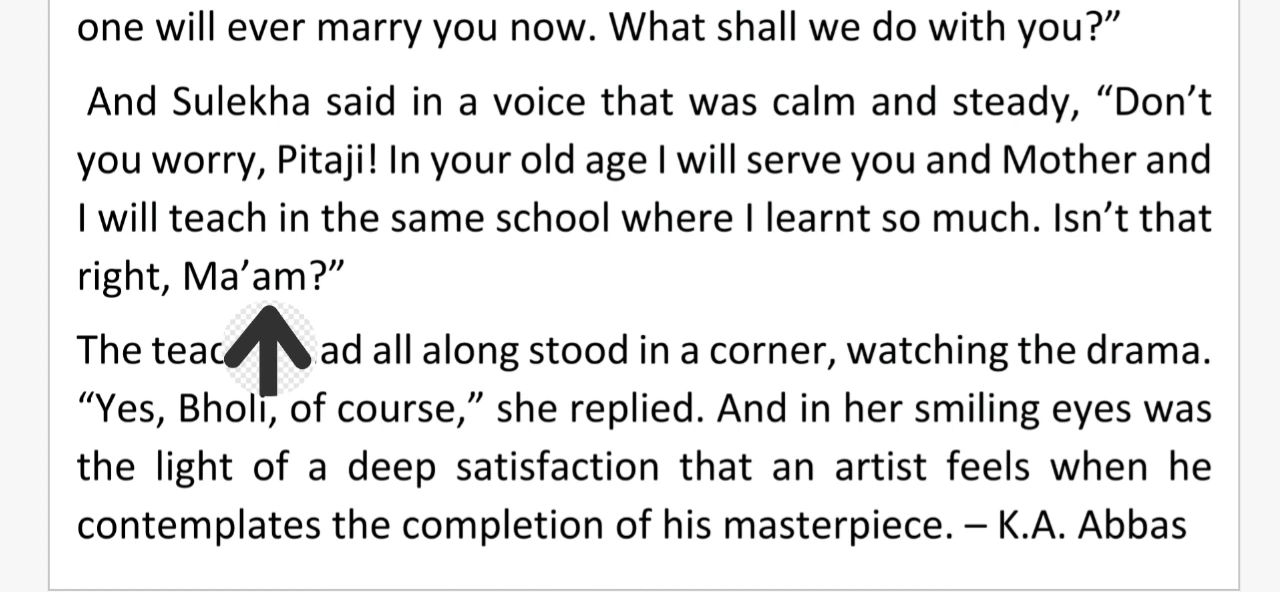 one will ever marry you now. What shall we do with you?”
And Sulekha said in a voice that was calm and steady, “Don’t
you worry, Pitaji! In your old age I will serve you and Mother and
I will teach in the same school where I learnt so much. Isn’t that
right, Ma’am?”
The all along stood in a corner, watching the drama.
“Yes, Bholi, of course,” she replied. And in her smiling eyes was
the light of a deep satisfaction that an artist feels when he
contemplates the completion of his masterpiece. – K.A. Abbas